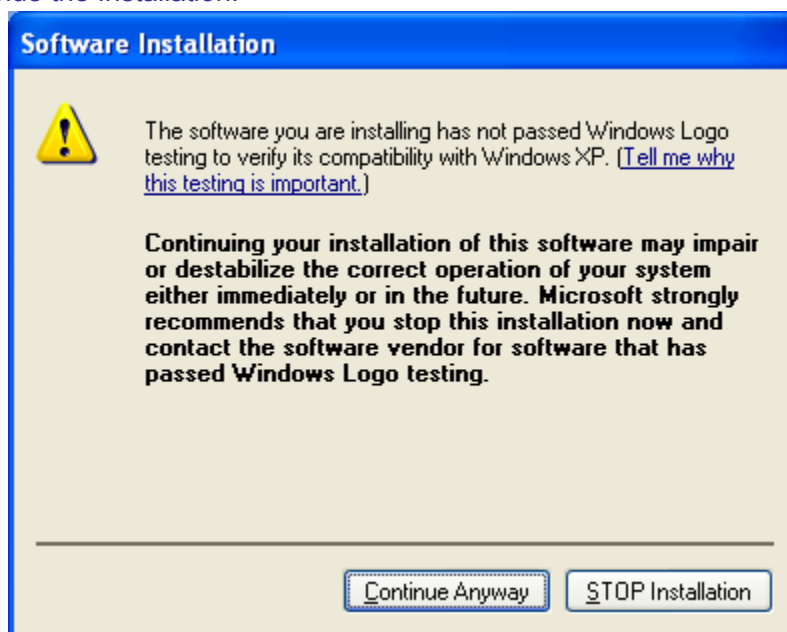 the installation.
Software Installation
The software you are installing has not passed Windows Logo
testing to verify its compatibility with Windows XP. (Tell me why
this testing is important.)
Continuing your installation of this software may impair
or destabilize the correct operation of your system
either immediately or in the future. Microsoft strongly
recommends that you stop this installation now and
contact the software vendor for software that has
passed Windows Logo testing.
Continue Anyway STOP Installation